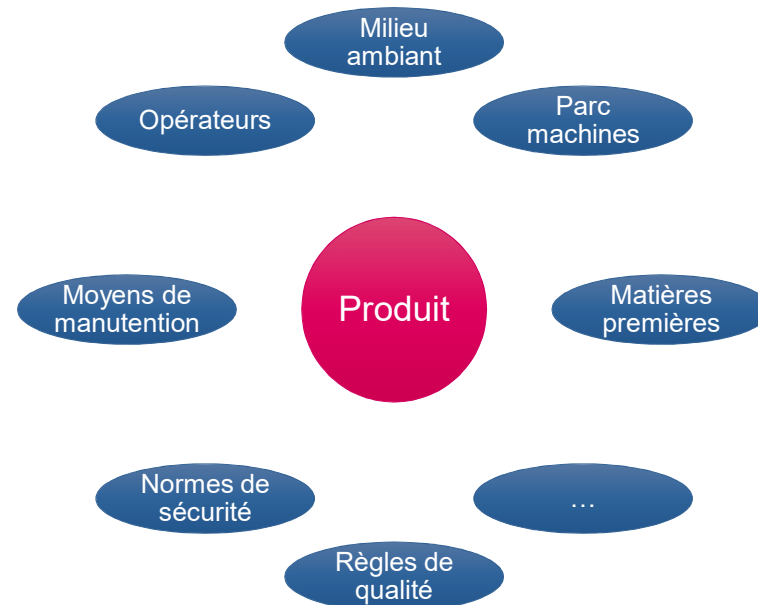 Milieu
ambiant
Opérateurs
Parc
machines
Moyens de
manutention
Produit
Matières
premières
Normes de
sécurité
…
Règles de
qualité